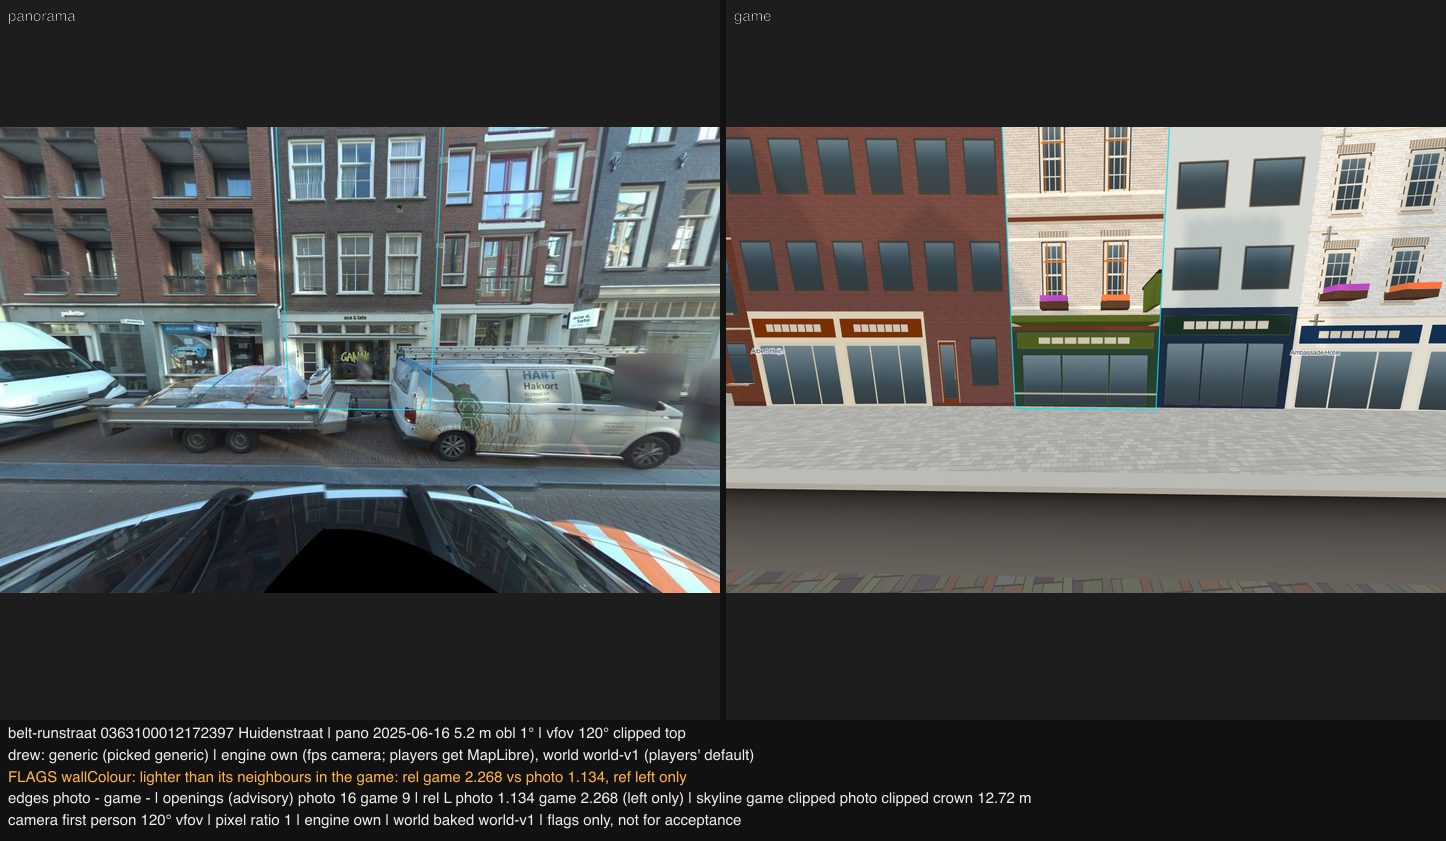 panorama
game
palette
ace & tate
ace & tate
GANNI
HART
Hakoort
Albert Heijn
Ambassade Hotel
belt-runstraat 0363100012172397 Huidenstraat | pano 2025-06-16 5.2 m obl 1° | vfov 120° clipped top
drew: generic (picked generic) | engine own (fps camera; players get MapLibre), world world-v1 (players' default)
FLAGS wallColour: lighter than its neighbours in the game: rel game 2.268 vs photo 1.134, ref left only
edges photo - game - | openings (advisory) photo 16 game 9 | rel L photo 1.134 game 2.268 (left only) | skyline game clipped photo clipped crown 12.72 m
camera first person 120° vfov | pixel ratio 1 | engine own | world baked world-v1 | flags only, not for acceptance